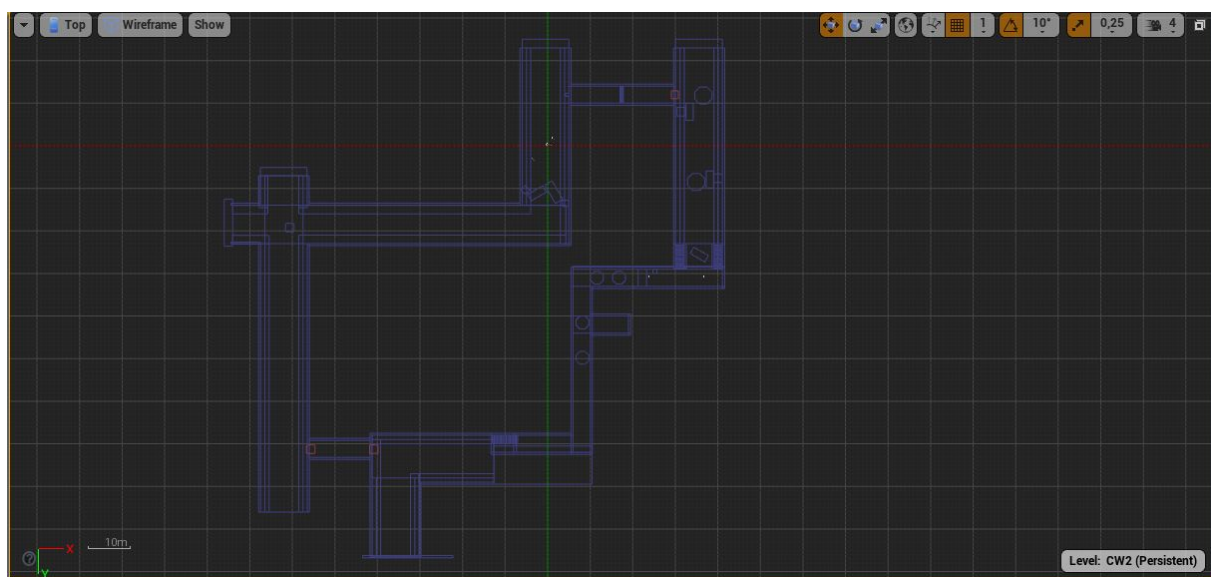 Top Wireframe Show 1 10° 0,25 4
X 10m
Y
Level: CW2 (Persistent)